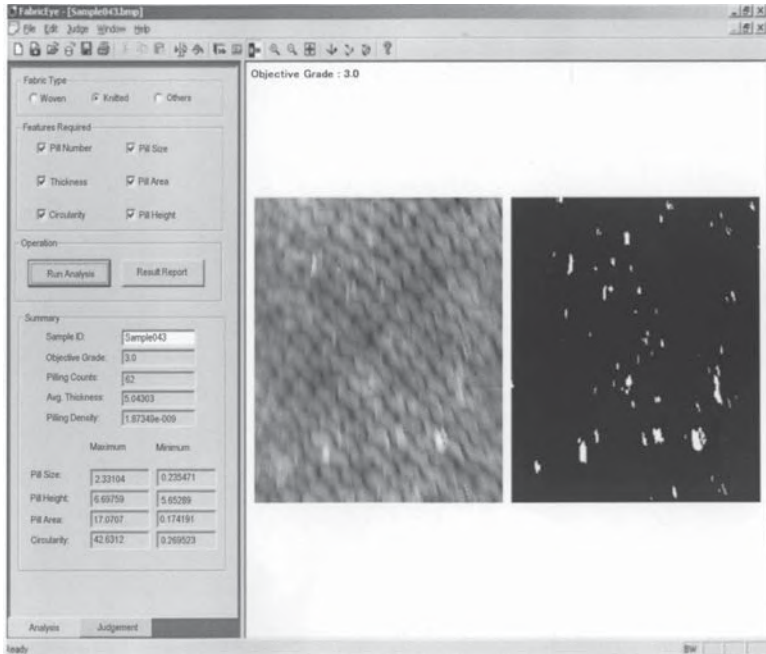 FabricEye - [Sample043.bmp]
File Edit Judge Window Help
Fabric Type
Woven Knitted Others
Features Required
Pill Number Pill Size
Thickness Pill Area
Circularity Pill Height
Operation
Run Analysis Result Report
Summary
Sample ID: Sample043
Objective Grade: 3.0
Pilling Counts: 62
Avg. Thickness: 5.04303
Pilling Density: 1.87349e-009
Maximum Minimum
Pill Size: 2.33104 0.235471
Pill Height: 6.69759 5.65289
Pill Area: 17.0707 0.174191
Circularity: 42.6312 0.269523
Analysis Judgement
Ready
Objective Grade : 3.0
BW